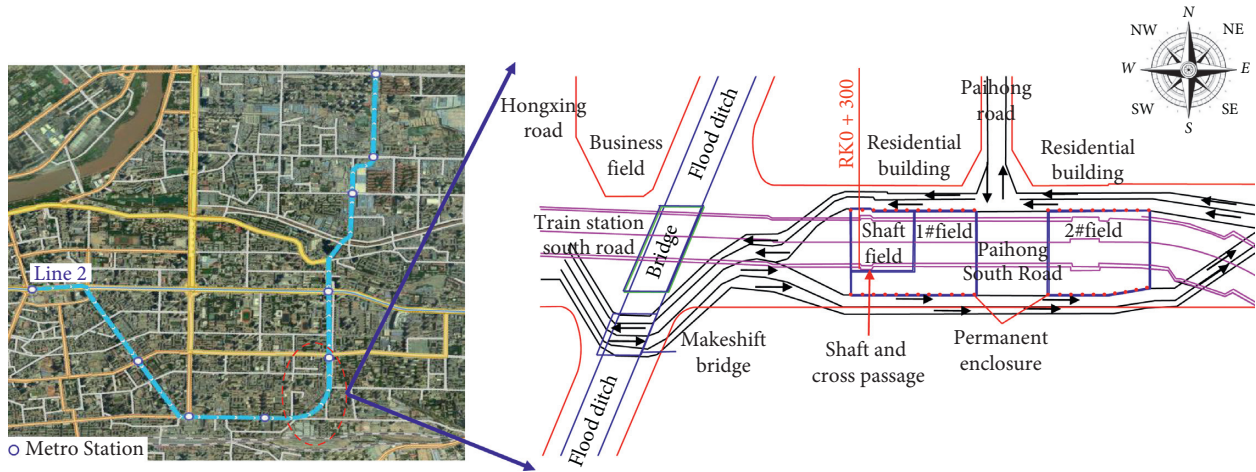 Line 2
Metro Station
Hongxing
road
Business
field
Flood ditch
RK0 + 300
Residential
building
Paihong
road
Residential
building
N
NE
E
SE
S
SW
W
NW
Train station
south road
Bridge
Shaft
field
1#field
Paihong
South Road
2#field
Makeshift
bridge
Shaft and
cross passage
Permanent
enclosure
Flood ditch